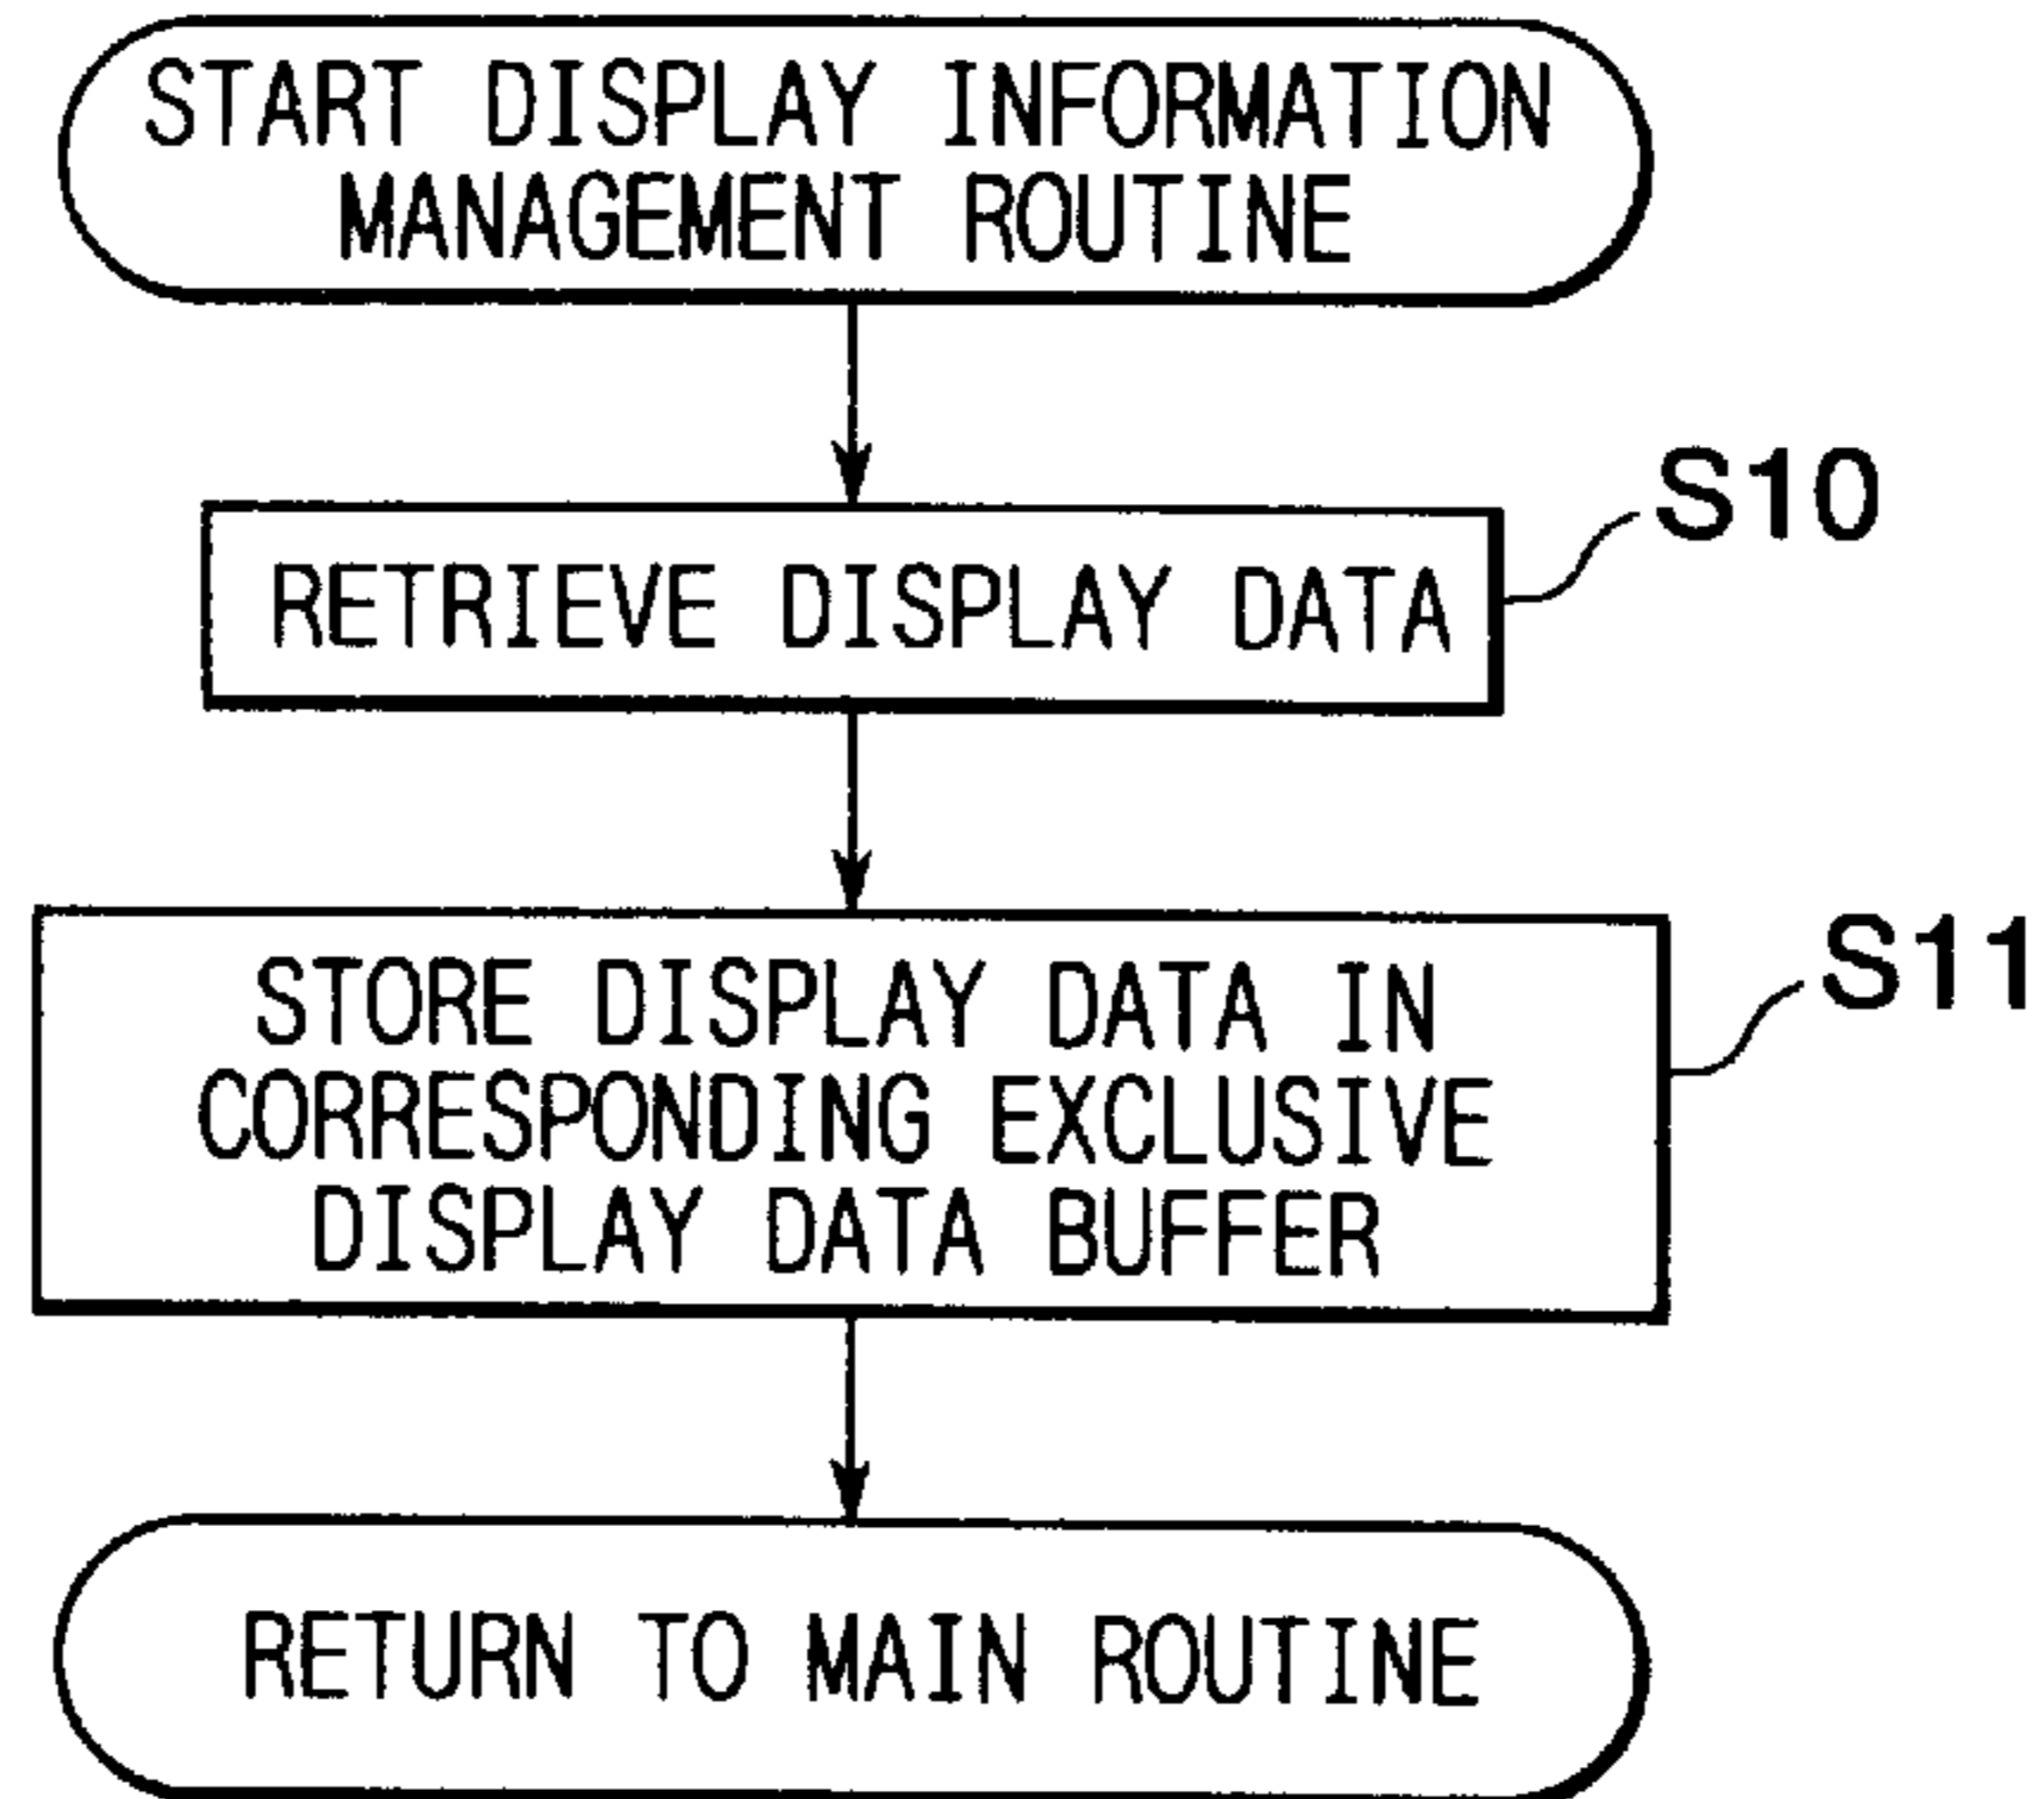 START DISPLAY INFORMATION
MANAGEMENT ROUTINE
S10
RETRIEVE DISPLAY DATA
S11
STORE DISPLAY DATA IN
CORRESPONDING EXCLUSIVE
DISPLAY DATA BUFFER
RETURN TO MAIN ROUTINE